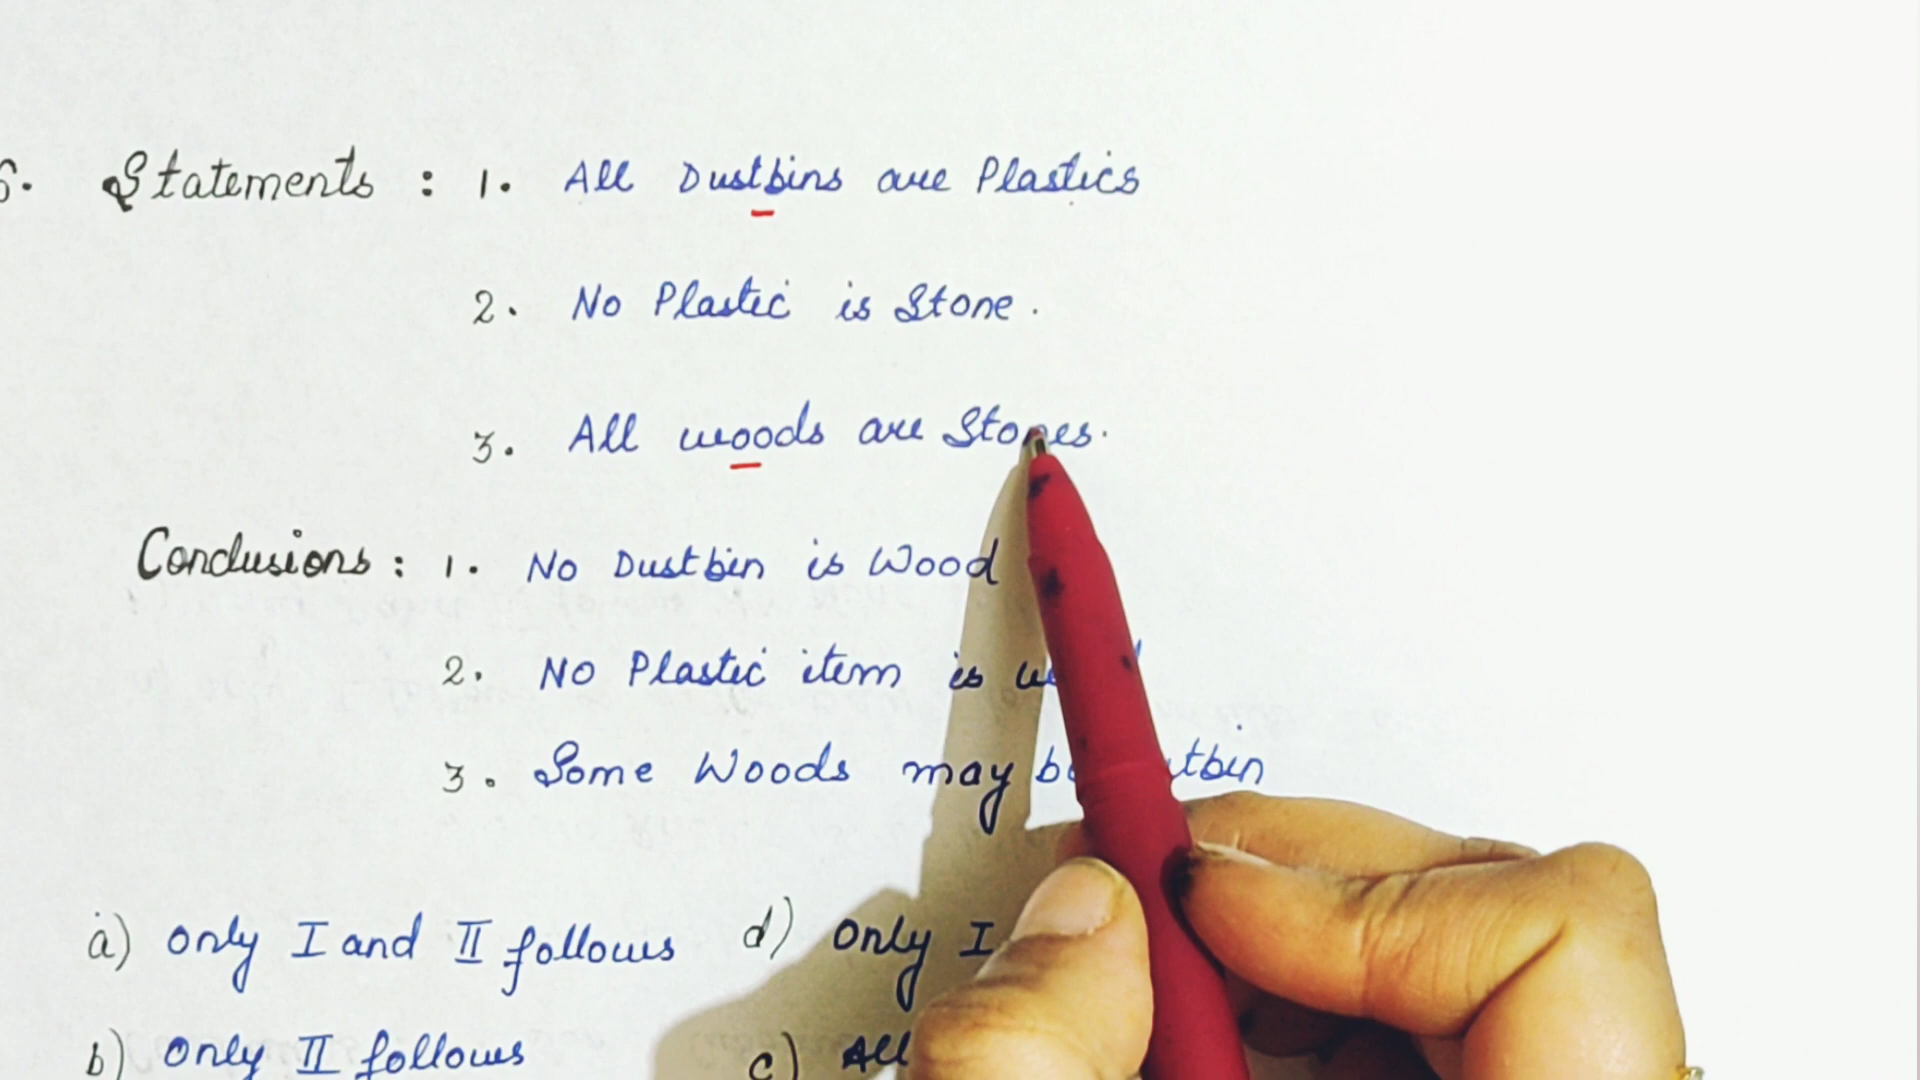 6. Statements : 1. All Dustbins are Plastics
2. No Plastic is Stone.
3. All woods are Stones.
Conclusions : 1. No Dustbin is Wood
2. No Plastic item is
3. Some Woods may
a) only I and II follows
d) only I
b) only II follows
c) All